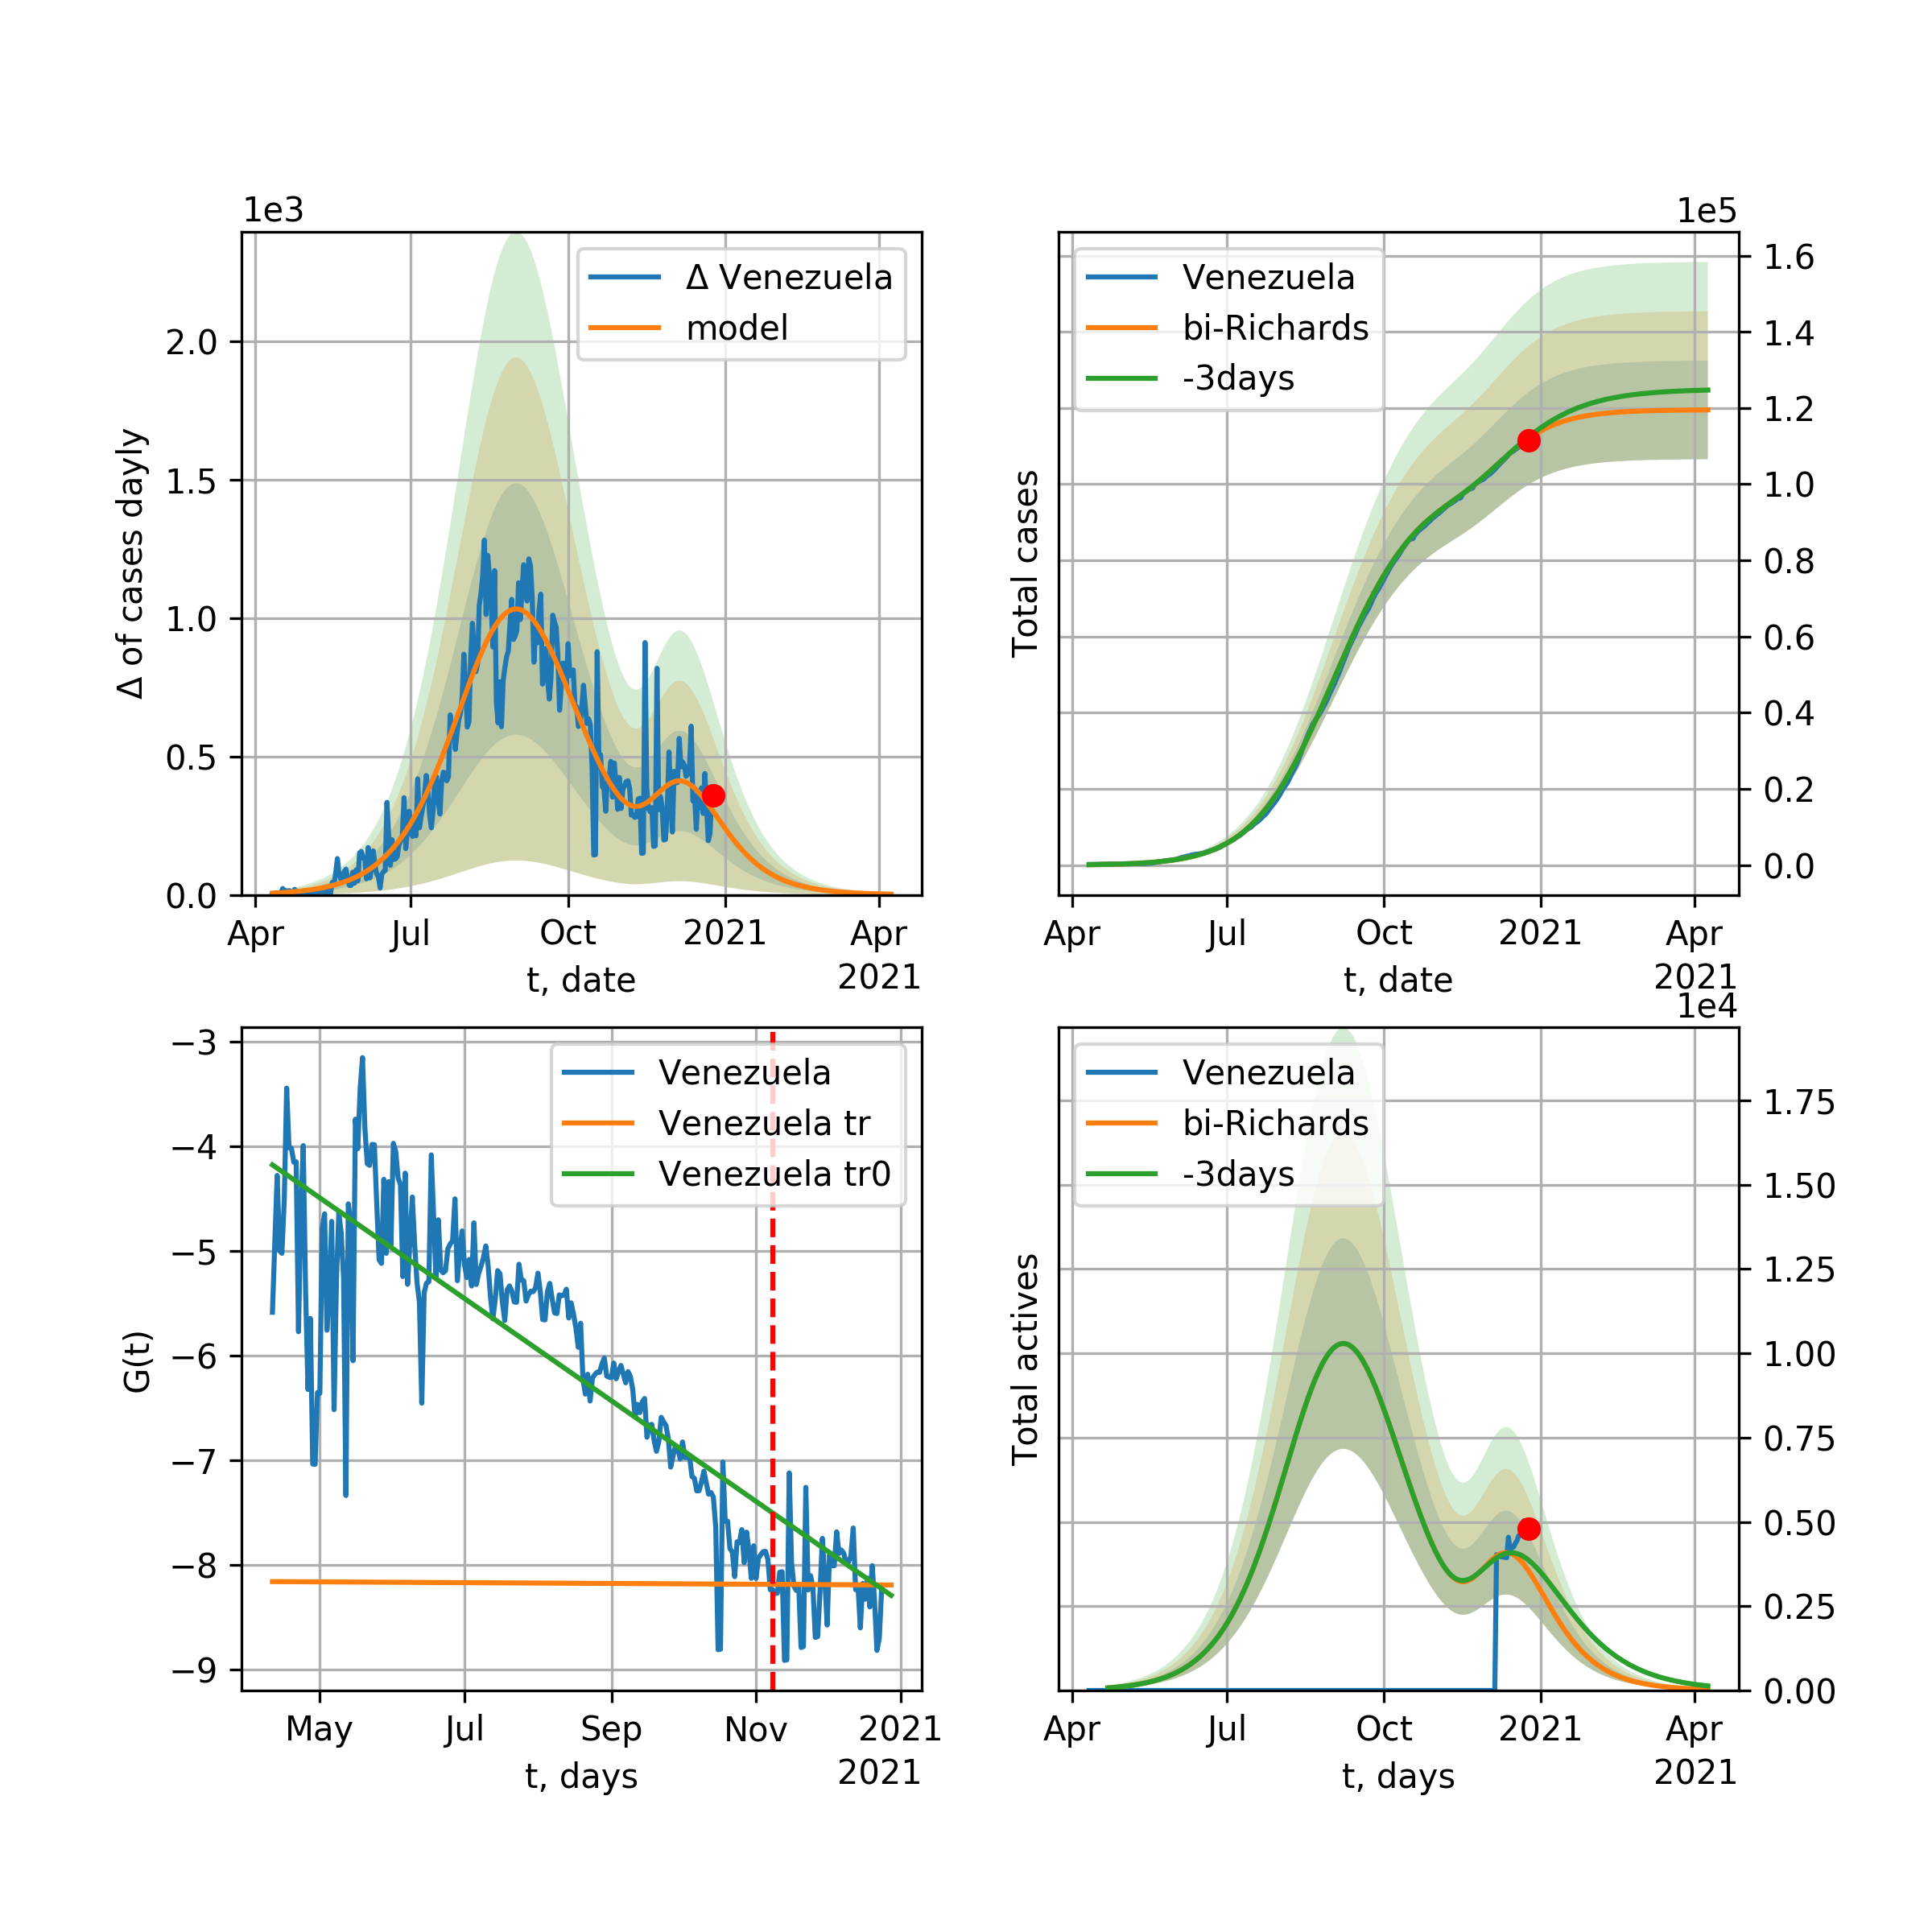 1e3
Δ Venezuela
model
2.0
1.5
1.0
0.5
0.0
Δ of cases dayly
Apr
Jul
Oct
2021
Apr
2021
t, date
1e5
Venezuela
bi-Richards
-3days
Total cases
1.6
1.4
1.2
1.0
0.8
0.6
0.4
0.2
0.0
Apr
Jul
Oct
2021
Apr
2021
t, date
Venezuela
Venezuela tr
Venezuela tr0
−3
−4
−5
−6
−7
−8
−9
G(t)
May
Jul
Sep
Nov
2021
2021
t, days
1e4
Venezuela
bi-Richards
-3days
Total actives
1.75
1.50
1.25
1.00
0.75
0.50
0.25
0.00
Apr
Jul
Oct
2021
Apr
2021
t, days